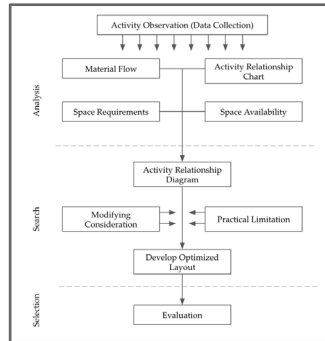 Activity Observation (Data Collection)
Material Flow
Activity Relationship
Chart
Analysis
Space Requirements
Space Availability
Activity Relationship
Diagram
Search
Modifying
Consideration
Practical Limitation
Develop Optimized
Layout
Selection
Evaluation